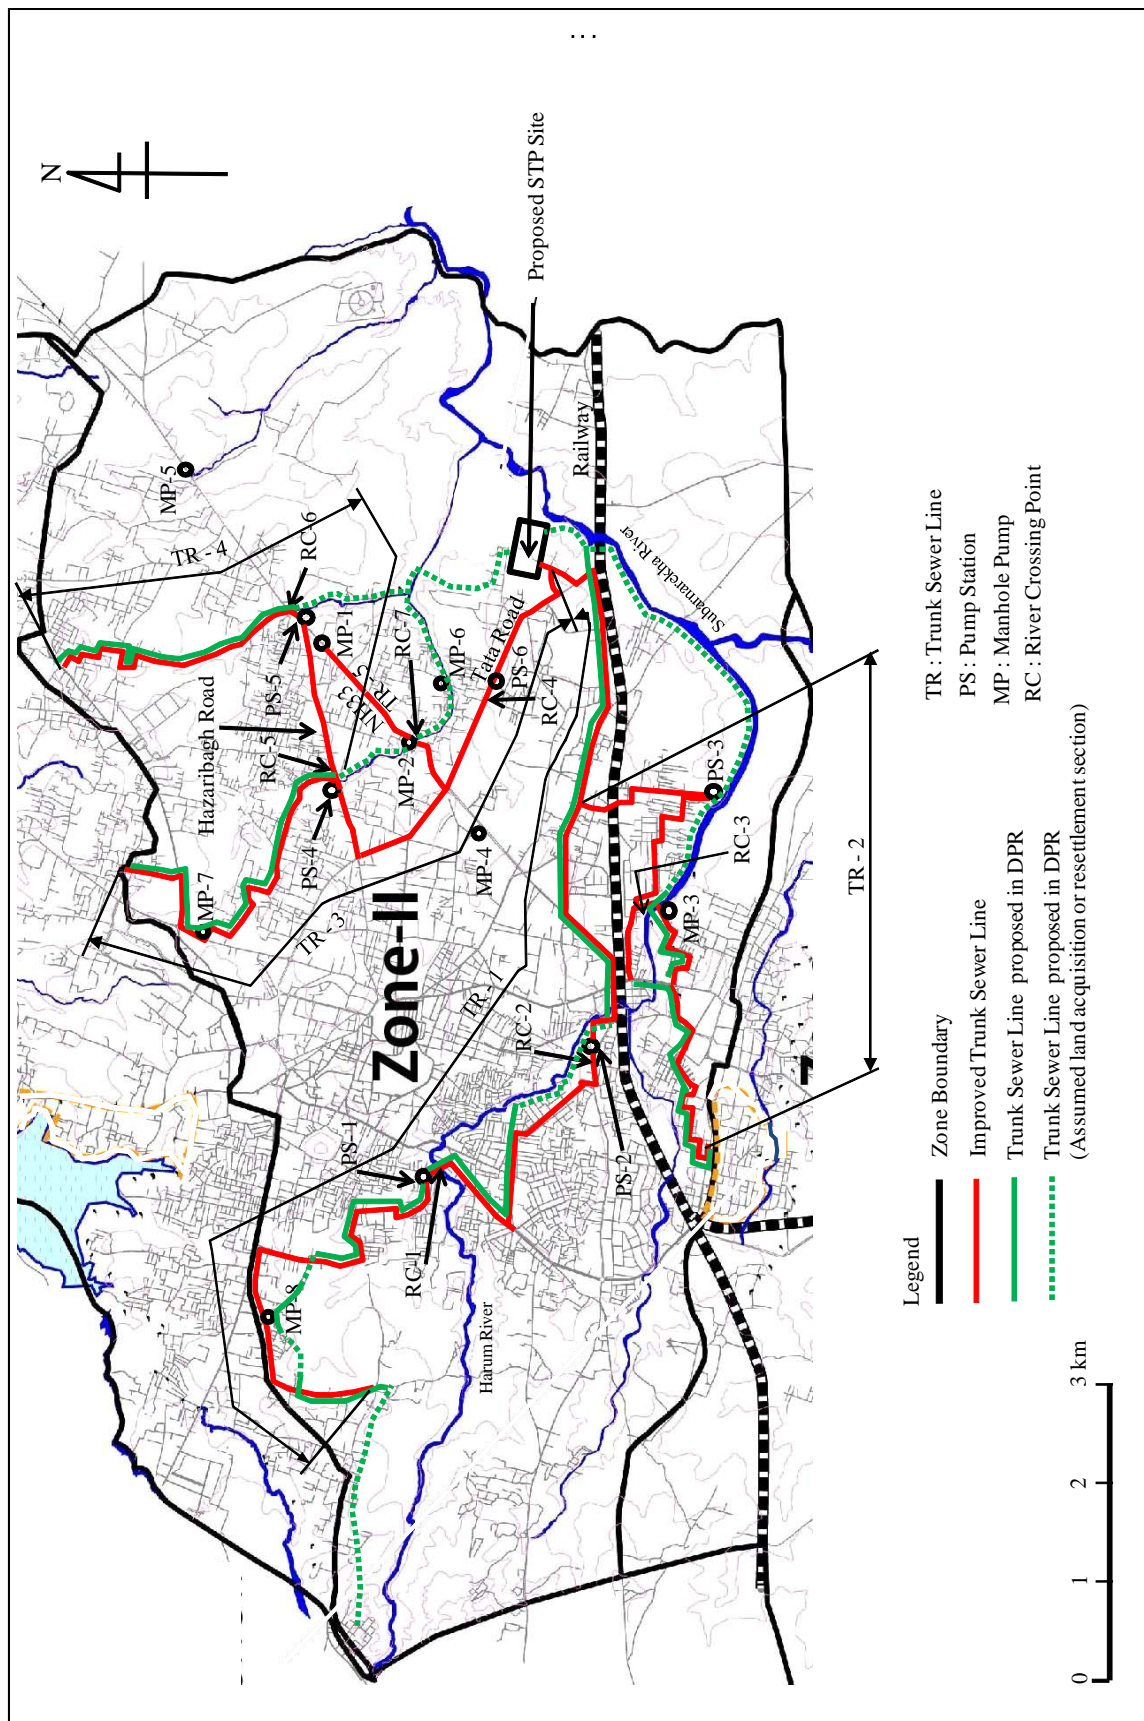 ...
N
Proposed STP Site
MP-5
TR - 4
RC-6
Railway
Subarnarekha River
MP-1
RC-7
MP-6
PS-5
NH33
TR - 5
Tata Road
PS-6
RC-4
Hazaribagh Road
RC-5
MP-2
PS-4
MP-4
PS-3
RC-3
MP-7
TR - 3
Zone-II
MP-3
TR - 2
TR - 1
RC-2
PS-1
PS-2
RC-1
MP-8
Harum River
Legend
Zone Boundary
Improved Trunk Sewer Line
Trunk Sewer Line proposed in DPR
Trunk Sewer Line proposed in DPR
(Assumed land acquisition or resettlement section)
TR : Trunk Sewer Line
PS : Pump Station
MP : Manhole Pump
RC : River Crossing Point
0
1
2
3 km